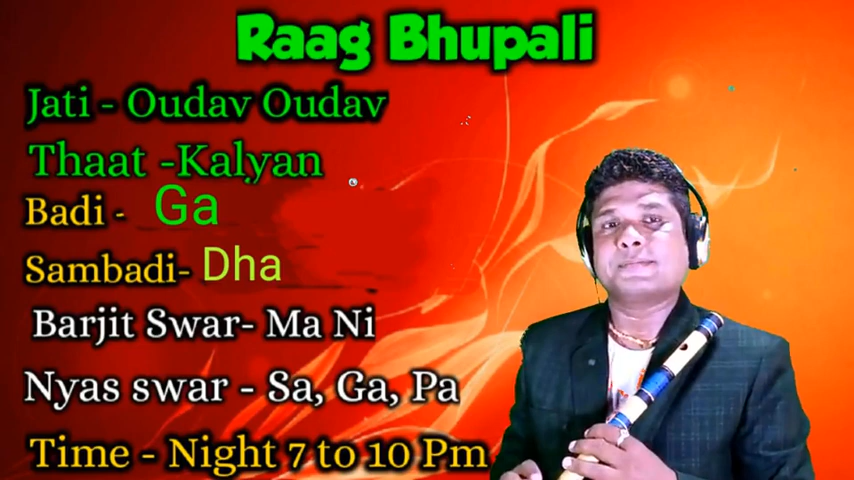 Raag Bhupali
Jati - Oudav Oudav
Thaat -Kalyan
Badi - Ga
Sambadi- Dha
Barjit Swar- Ma Ni
Nyas swar - Sa, Ga, Pa
Time - Night 7 to 10 Pm